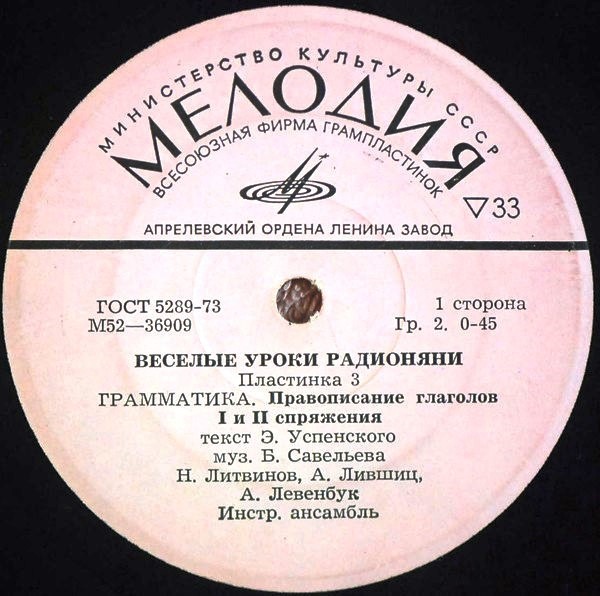 МИНИСТЕРСТВО КУЛЬТУРЫ СССР
МЕЛОДИЯ
ВСЕСОЮЗНАЯ ФИРМА ГРАМПЛАСТИНОК
33
АПРЕЛЕВСКИЙ ОРДЕНА ЛЕНИНА ЗАВОД
ГОСТ 5289-73
М52—36909
1 сторона
Гр. 2. 0-45
ВЕСЕЛЫЕ УРОКИ РАДИОНЯНИ
Пластинка 3
ГРАММАТИКА. Правописание глаголов
I и II спряжения
текст Э. Успенского
муз. Б. Савельева
Н. Литвинов, А. Лившиц,
А. Левенбук
Инстр. ансамбль